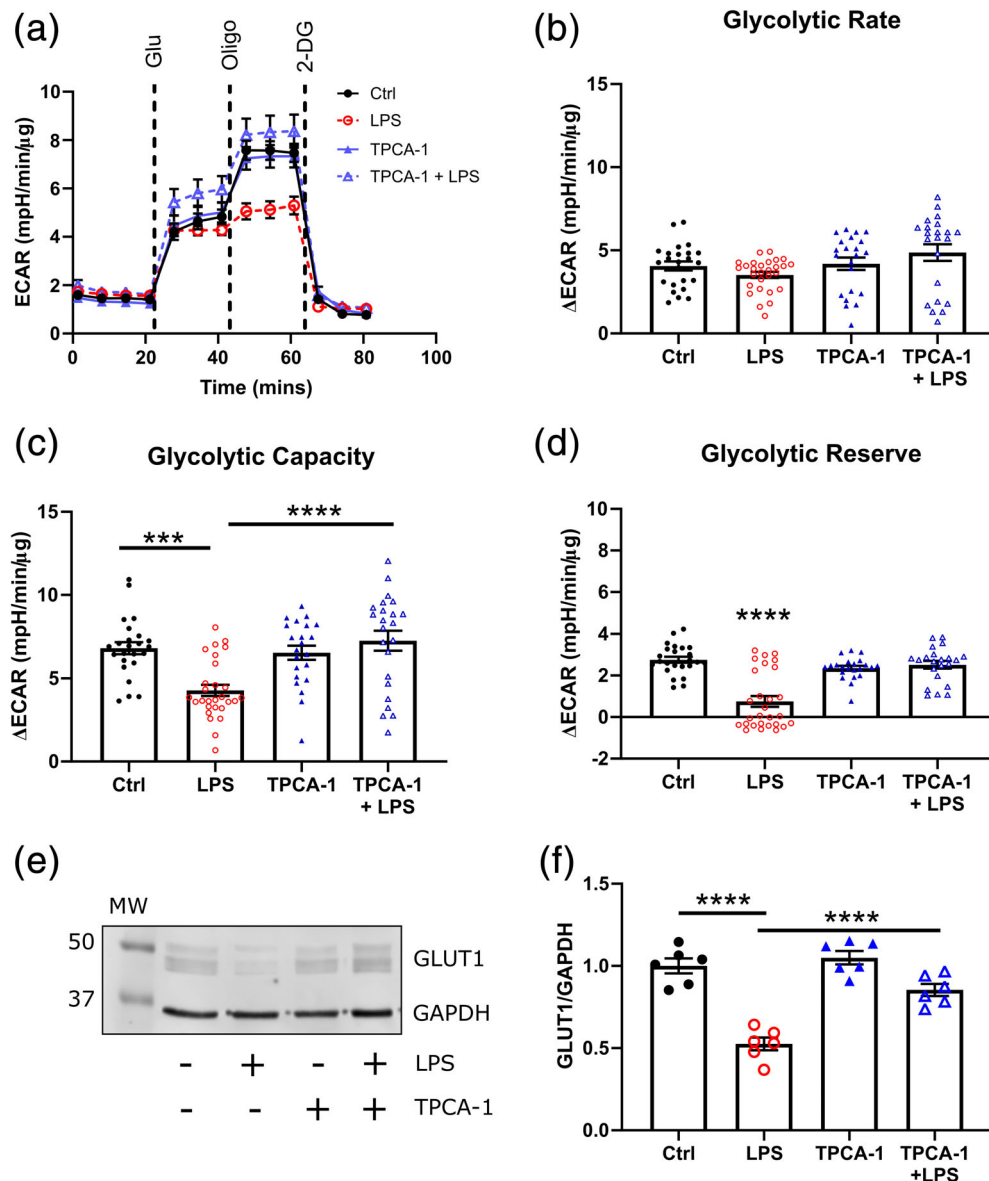 (a)
Glu
Oligo
2-DG
Ctrl
LPS
TPCA-1
TPCA-1 + LPS
ECAR (mpH/min/μg)
10
8
6
4
2
0
0 20 40 60 80 100
Time (mins)
(b)
Glycolytic Rate
ΔECAR (mpH/min/μg)
15
10
5
0
Ctrl LPS TPCA-1 TPCA-1
+ LPS
(c)
Glycolytic Capacity
ΔECAR (mpH/min/μg)
15
10
5
0
***
****
Ctrl LPS TPCA-1 TPCA-1
+ LPS
(d)
Glycolytic Reserve
ΔECAR (mpH/min/μg)
10
8
6
4
2
0
-2
****
Ctrl LPS TPCA-1 TPCA-1
+ LPS
(e)
MW
50
37
GLUT1
GAPDH
- + - + LPS
- - + + TPCA-1
(f)
GLUT1/GAPDH
1.5
1.0
0.5
0.0
****
****
Ctrl LPS TPCA-1 TPCA-1
+LPS